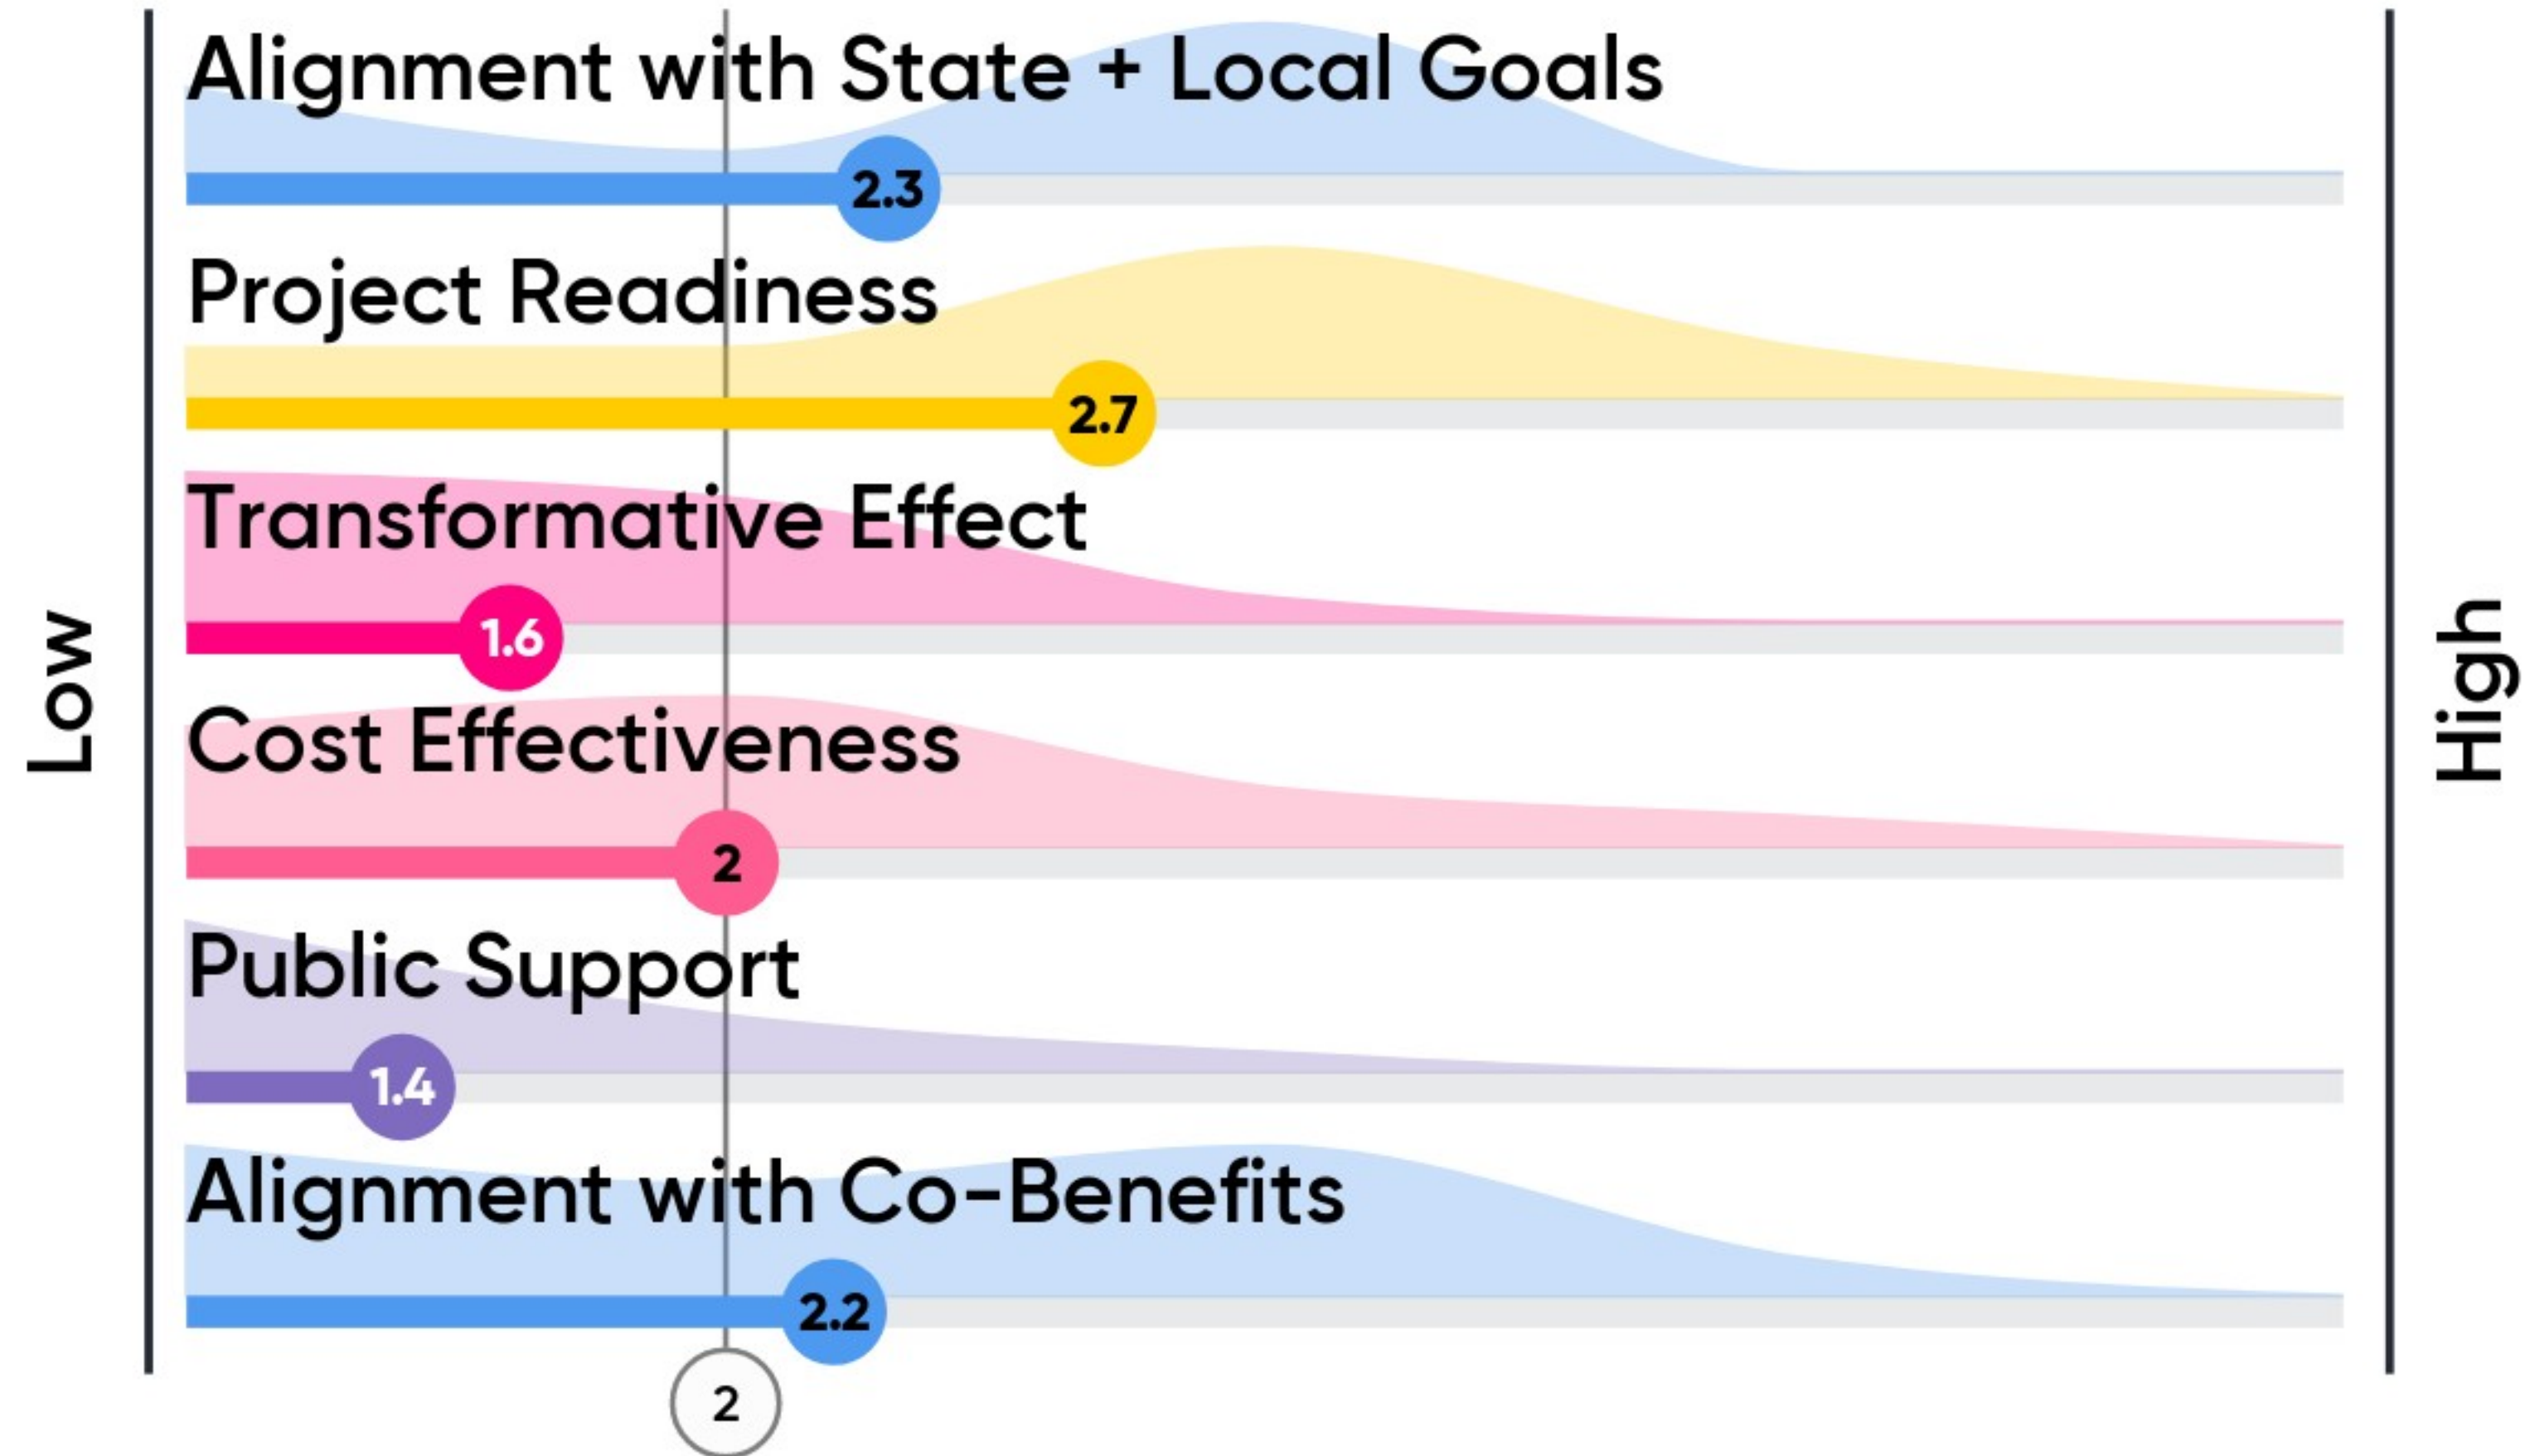 Alignment with State + Local Goals
2.3
Project Readiness
2.7
Transformative Effect
1.6
Low
High
Cost Effectiveness
2
Public Support
1.4
Alignment with Co-Benefits
2.2
2